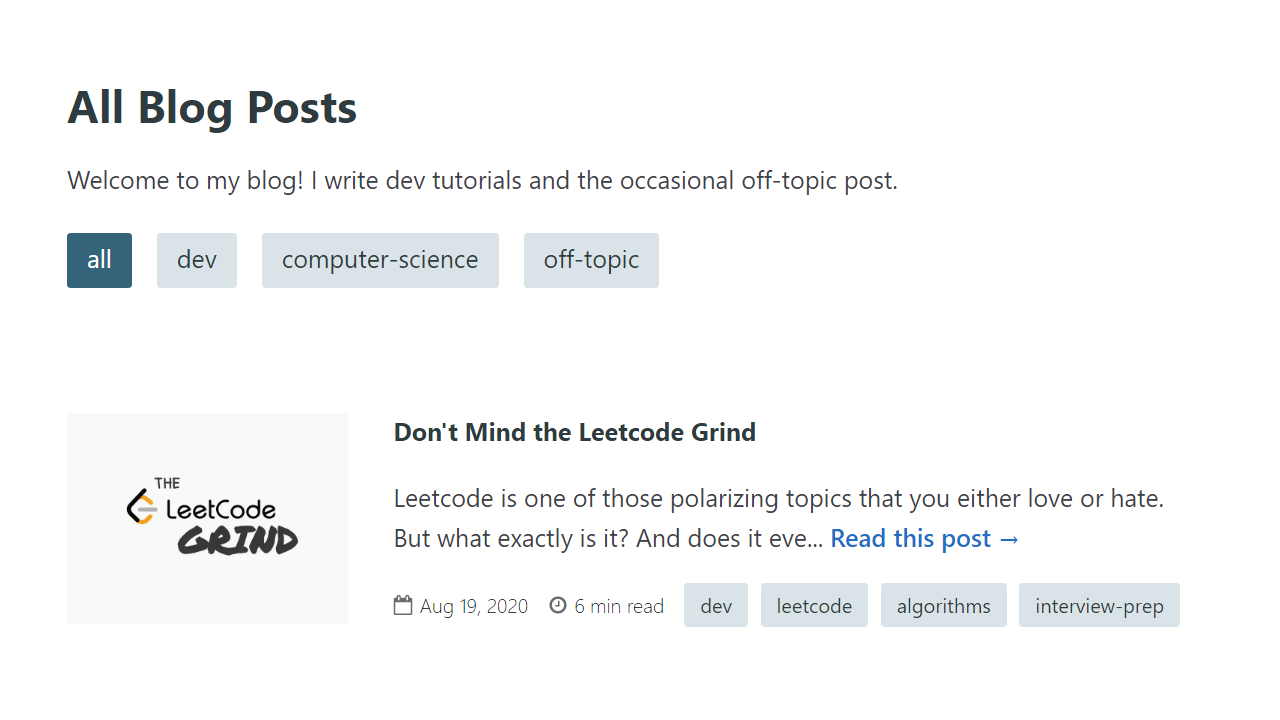 All Blog Posts
Welcome to my blog! I write dev tutorials and the occasional off-topic post.
all dev computer-science off-topic
THE
LeetCode
GRIND
Don't Mind the Leetcode Grind
Leetcode is one of those polarizing topics that you either love or hate.
But what exactly is it? And does it eve... Read this post →
Aug 19, 2020 6 min read dev leetcode algorithms interview-prep